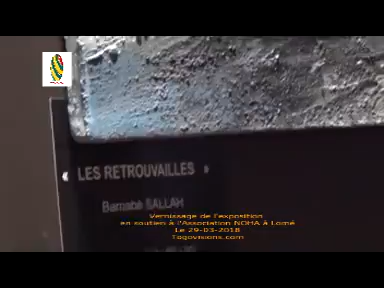 « LES RETROUVAILLES »
Barnabé SALLAH
Vernissage de l'exposition
en soutien à l'Association NOHA à Lomé
Le 29-03-2018
Togovisions.com